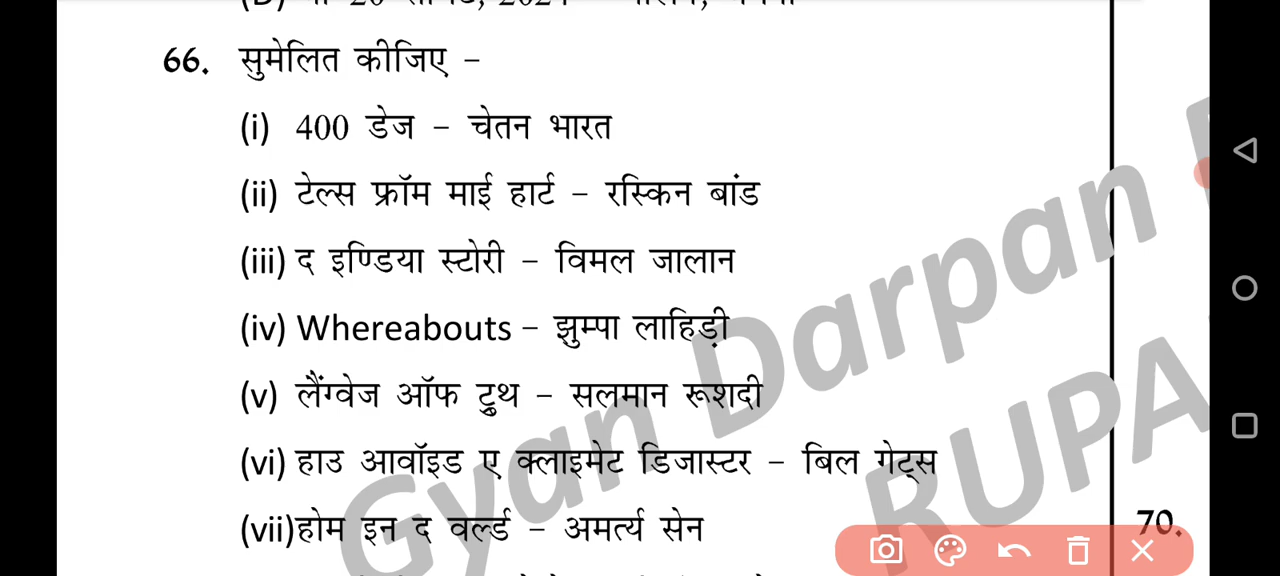 66. सुमेलित कीजिए –
(i) 400 डेज – चेतन भारत
(ii) टेल्स फ्रॉम माई हार्ट – रस्किन बांड
(iii) द इण्डिया स्टोरी – विमल जालान
(iv) Whereabouts – झुम्पा लाहिड़ी
(v) लैंग्वेज ऑफ ट्रुथ – सलमान रूशदी
(vi) हाउ आवॉइड ए क्लाइमेट डिजास्टर – बिल गेट्स
(vii) होम इन द वर्ल्ड – अमर्त्य सेन
70.
Gyan Darpan
RUPA